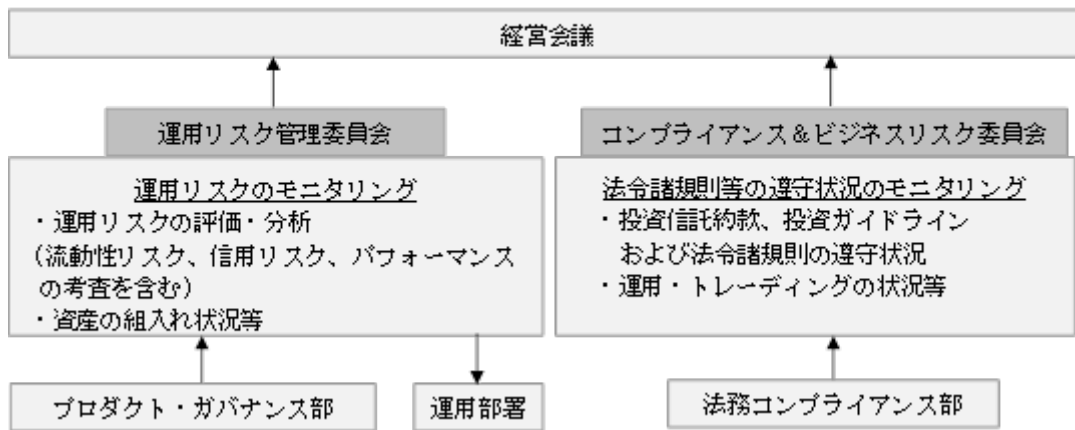 経営会議
運用リスク管理委員会
コンプライアンス＆ビジネスリスク委員会
運用リスクのモニタリング
・運用リスクの評価・分析
（流動性リスク、信用リスク、パフォーマンス
の考査を含む）
・資産の組入れ状況等
法令諸規則等の遵守状況のモニタリング
・投資信託約款、投資ガイドライン
および法令諸規則の遵守状況
・運用・トレーディングの状況等
プロダクト・ガバナンス部
運用部署
法務コンプライアンス部